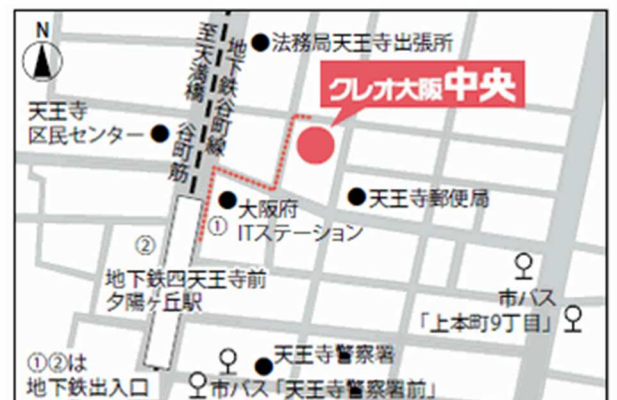 N
法務局天王寺出張所
至天満橋
地下鉄谷町線
クレオ大阪中央
天王寺
区民センター
谷町筋
天王寺郵便局
大阪府
ITステーション
①
②
地下鉄四天王寺前
夕陽ヶ丘駅
市バス
「上本町9丁目」
天王寺警察署
①②は
地下鉄出入口
市バス「天王寺警察署前」